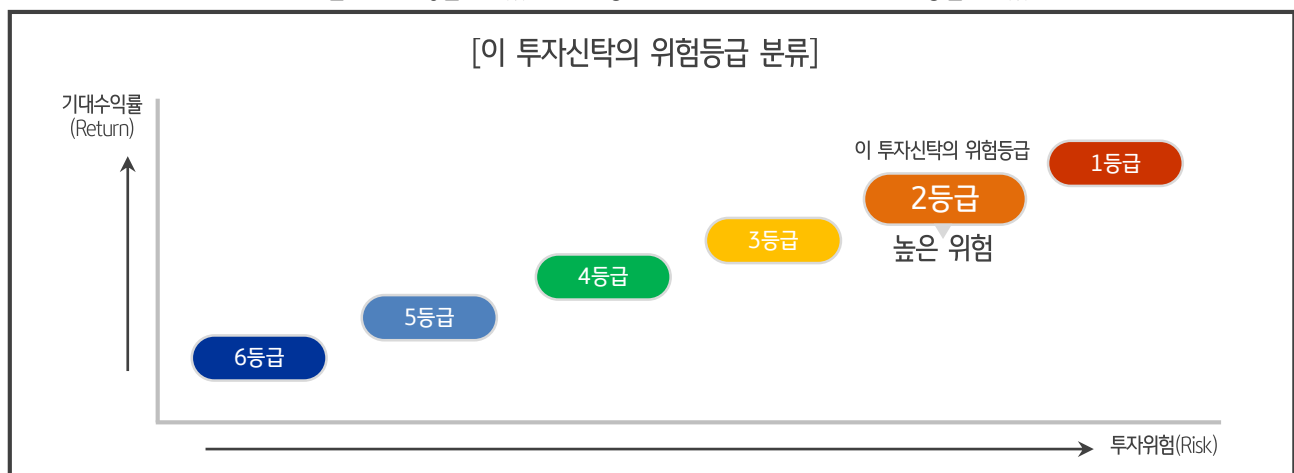 [이 투자신탁의 위험등급 분류]
기대수익률
(Return)
이 투자신탁의 위험등급
1등급
2등급
높은 위험
3등급
4등급
5등급
6등급
투자위험(Risk)